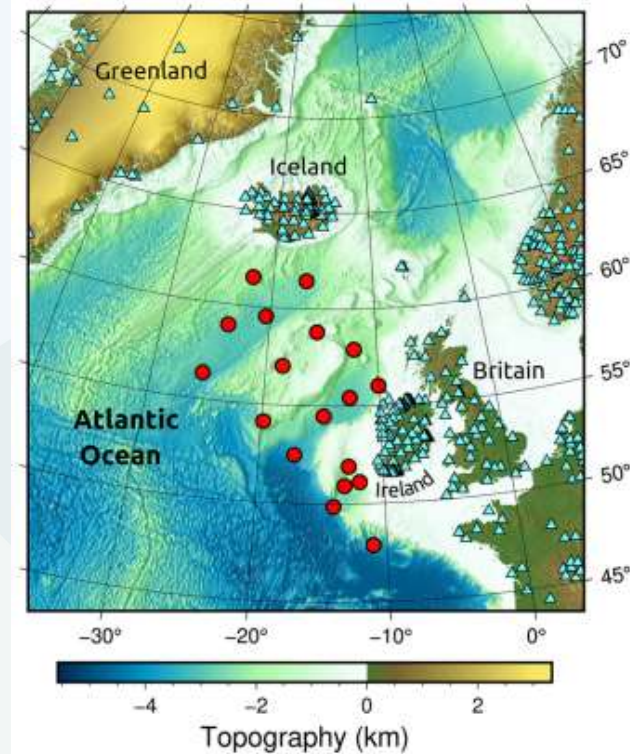 Greenland
70°
Iceland
65°
60°
Britain
55°
Atlantic
Ocean
Ireland
50°
45°
−30°
−20°
−10°
0°
−4
−2
0
2
Topography (km)